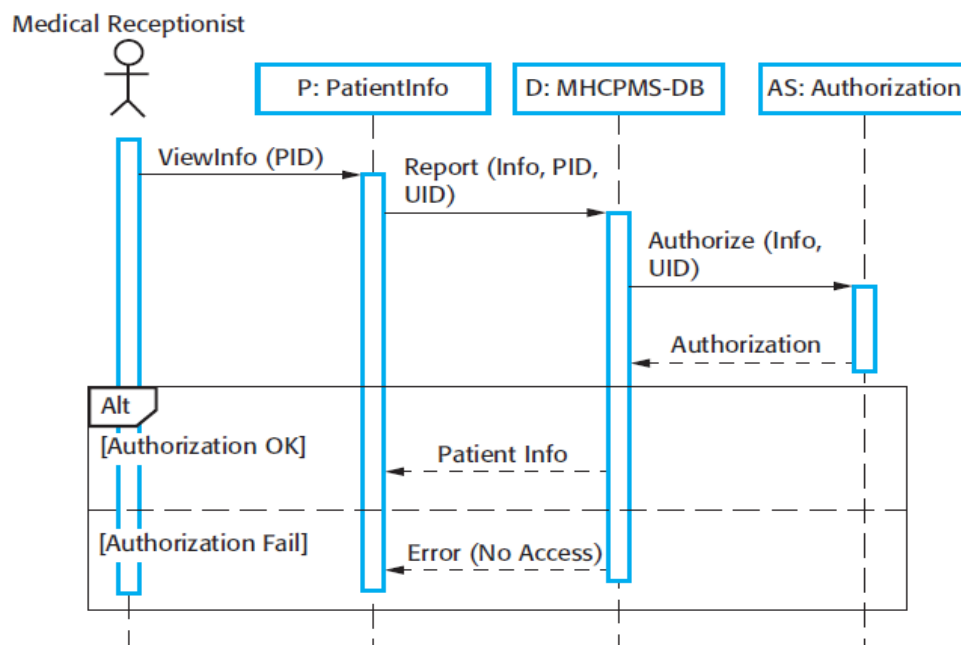 Medical Receptionist
P: PatientInfo
D: MHCPMS-DB
AS: Authorization
ViewInfo (PID)
Report (Info, PID,
UID)
Authorize (Info,
UID)
Authorization
Alt
[Authorization OK]
Patient Info
[Authorization Fail]
Error (No Access)